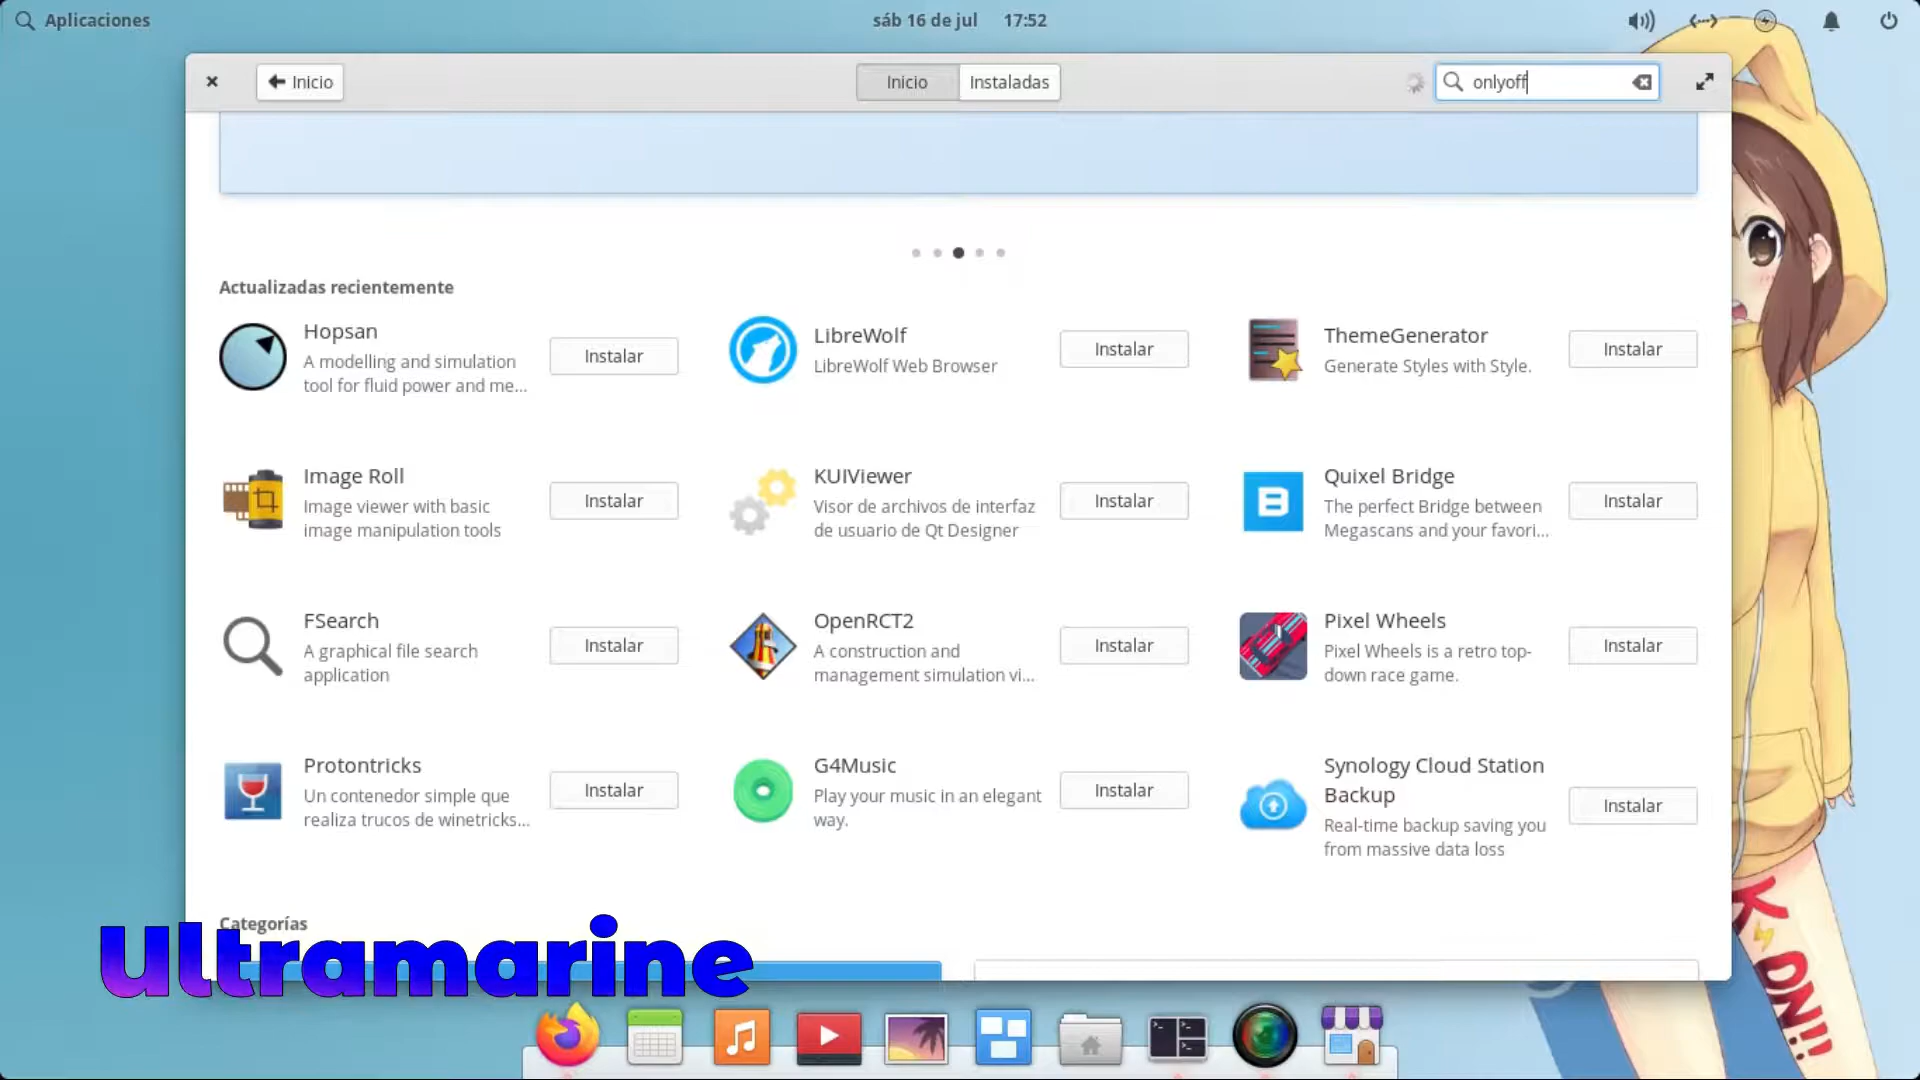 Aplicaciones
sáb 16 de jul 17:52
Inicio
Inicio
Instaladas
onlyoff
Actualizadas recientemente
Hopsan
A modelling and simulation
tool for fluid power and me...
Instalar
LibreWolf
LibreWolf Web Browser
Instalar
ThemeGenerator
Generate Styles with Style.
Instalar
Image Roll
Image viewer with basic
image manipulation tools
Instalar
KUIViewer
Visor de archivos de interfaz
de usuario de Qt Designer
Instalar
Quixel Bridge
The perfect Bridge between
Megascans and your favori...
Instalar
FSearch
A graphical file search
application
Instalar
OpenRCT2
A construction and
management simulation vi...
Instalar
Pixel Wheels
Pixel Wheels is a retro top-
down race game.
Instalar
Protontricks
Un contenedor simple que
realiza trucos de winetricks...
Instalar
G4Music
Play your music in an elegant
way.
Instalar
Synology Cloud Station
Backup
Real-time backup saving you
from massive data loss
Instalar
Categorías
Ultramarine
K
ON!!